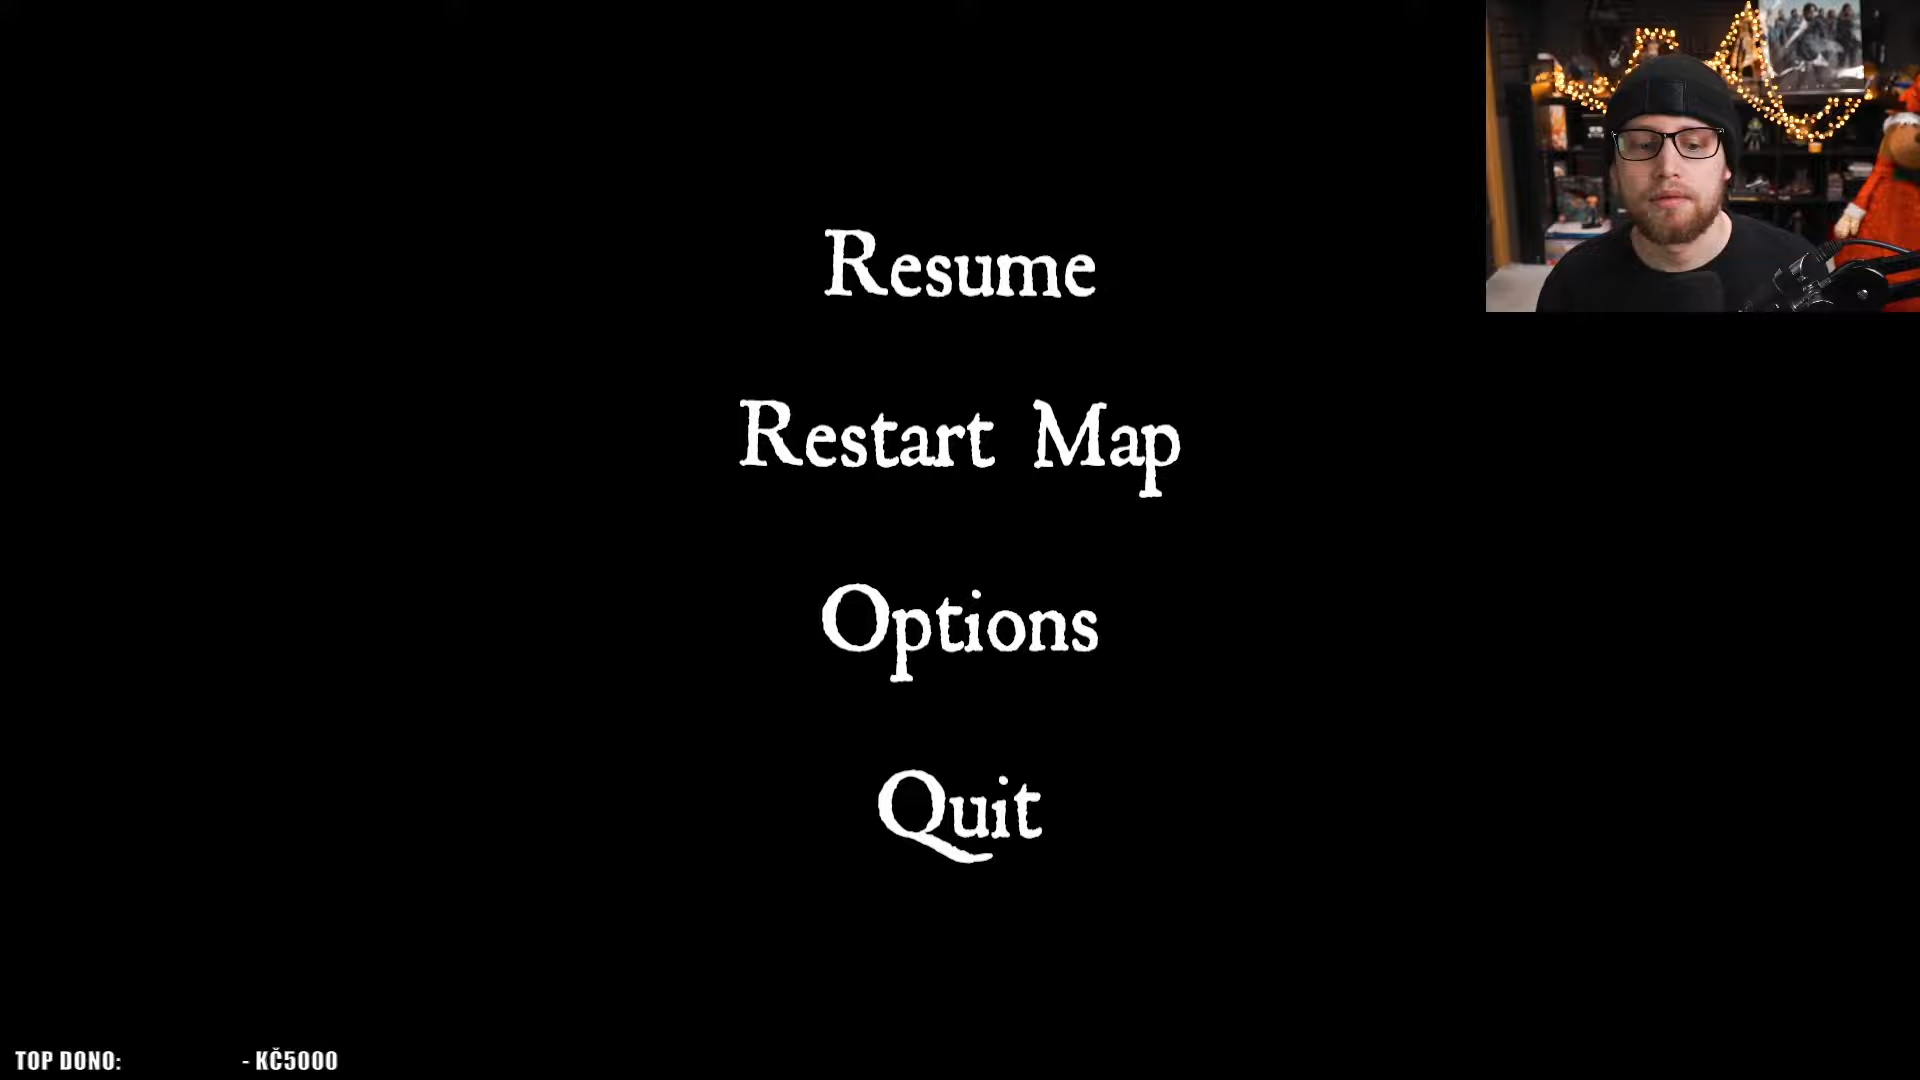 Resume
Restart Map
Options
Quit
TOP DONO: - KČ5000